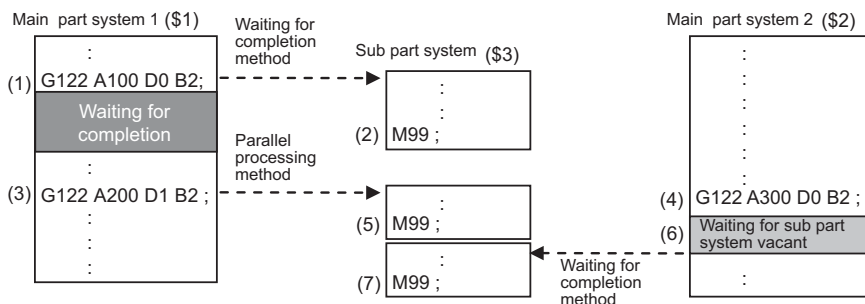 Main part system 1 ($1)
:
(1) G122 A100 D0 B2;
Waiting for
completion
:
(3) G122 A200 D1 B2 ;
:
:
:
Waiting for
completion
method
Parallel
processing
method
Sub part system ($3)
:
:
(2) M99 ;
:
(5) M99 ;
:
(7) M99 ;
Waiting for
completion
method
Main part system 2 ($2)
:
:
:
:
:
:
(4) G122 A300 D0 B2 ;
(6) Waiting for sub part
system vacant
: